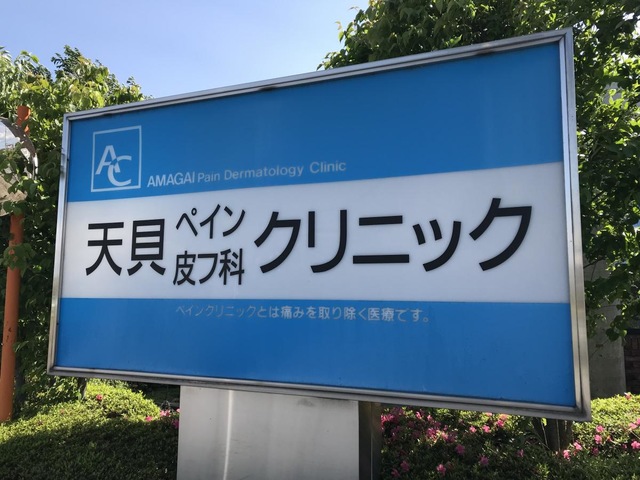 AC
AMAGAI Pain Dermatology Clinic
天貝 ペイン 皮フ科 クリニック
ペインクリニックとは痛みを取り除く医療です。